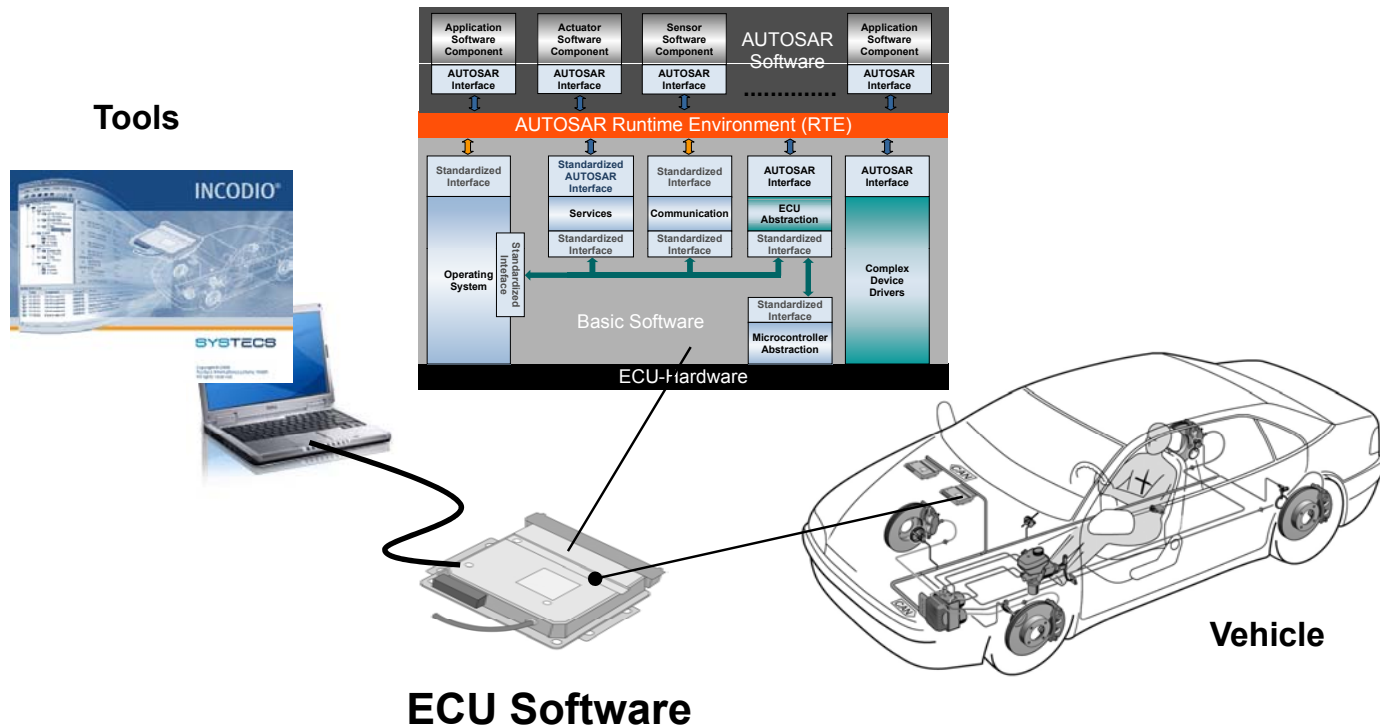 Application
Software
Component
Actuator
Software
Component
Sensor
Software
Component
AUTOSAR
Software
Application
Software
Component
AUTOSAR
Interface
AUTOSAR
Interface
AUTOSAR
Interface
..............
AUTOSAR
Interface
Tools
AUTOSAR Runtime Environment (RTE)
Standardized
Interface
Standardized
AUTOSAR
Interface
Standardized
Interface
AUTOSAR
Interface
AUTOSAR
Interface
INCODIO®
Services
Communication
ECU
Abstraction
Standardized
Interface
Standardized
Interface
Standardized
Interface
Standardized
Inteface
Operating
System
Complex
Device
Drivers
Standardized
Interface
Basic Software
Microcontroller
Abstraction
SYSTECS
ECU-Hardware
CAN
CAN
Vehicle
ECU Software